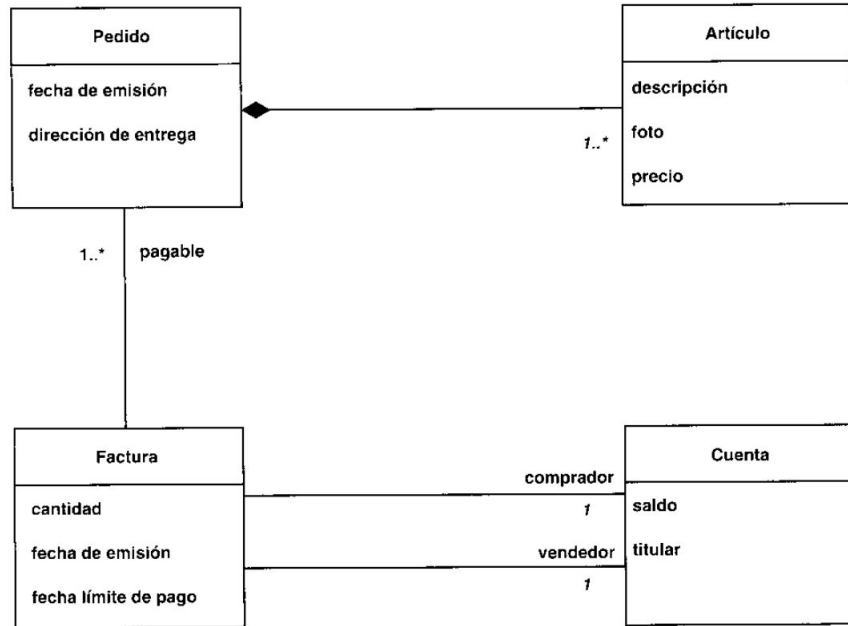 Pedido
fecha de emisión
dirección de entrega
Artículo
descripción
foto
precio
1..*
1..*
pagable
Factura
cantidad
fecha de emisión
fecha límite de pago
comprador
1
vendedor
1
Cuenta
saldo
titular